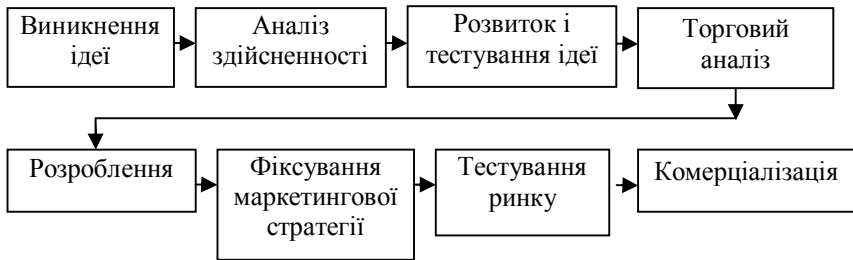 Виникнення
ідеї
Аналіз
здійсненності
Розвиток і
тестування ідеї
Торговий
аналіз
Розроблення
Фіксування
маркетингової
стратегії
Тестування
ринку
Комерціалізація